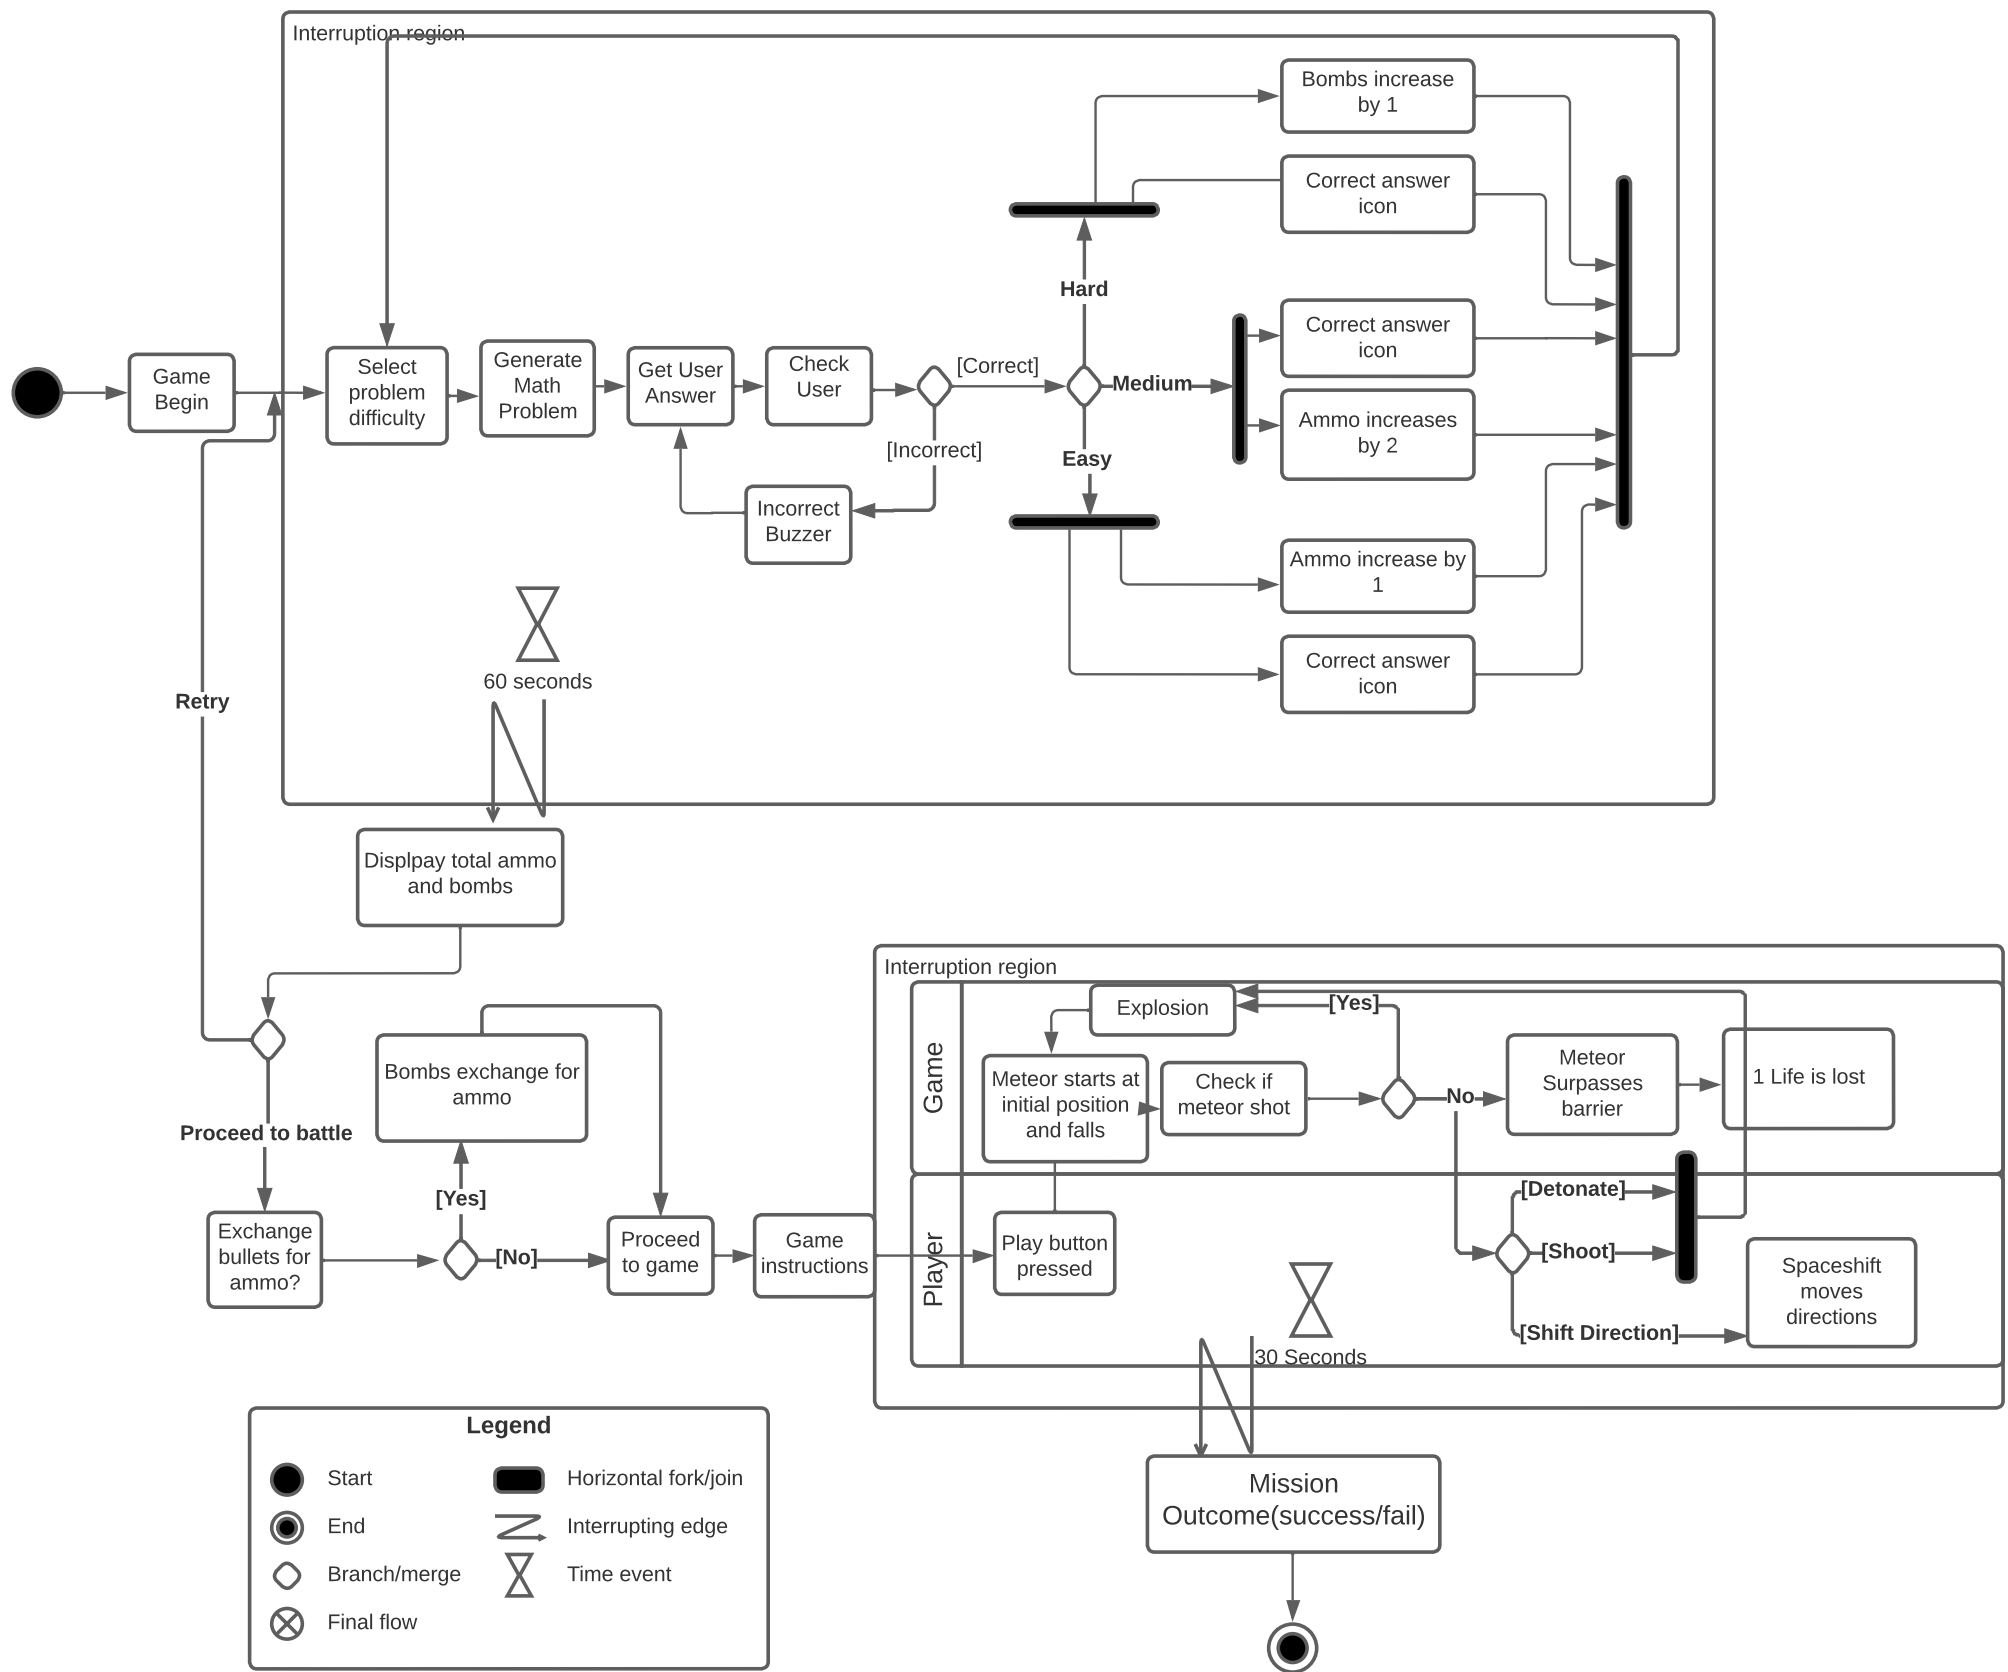 Interruption region
Bombs increase
by 1
Correct answer
icon
Hard
Game
Begin
Select
problem
difficulty
Generate
Math
Problem
Get User
Answer
Check
User
[Correct]
[Incorrect]
Medium
Correct answer
icon
Ammo increases
by 2
Easy
Incorrect
Buzzer
Ammo increase by
1
Correct answer
icon
60 seconds
Retry
Displpay total ammo
and bombs
Proceed to battle
Bombs exchange for
ammo
[Yes]
Exchange
bullets for
ammo?
[No]
Proceed
to game
Game
instructions
Interruption region
Game
Explosion
[Yes]
Meteor starts at
initial position
and falls
Check if
meteor shot
No
Meteor
Surpasses
barrier
1 Life is lost
Player
Play button
pressed
[Detonate]
[Shoot]
[Shift Direction]
Spaceshift
moves
directions
30 Seconds
Mission
Outcome(success/fail)
Legend
Start
Horizontal fork/join
End
Interrupting edge
Branch/merge
Time event
Final flow